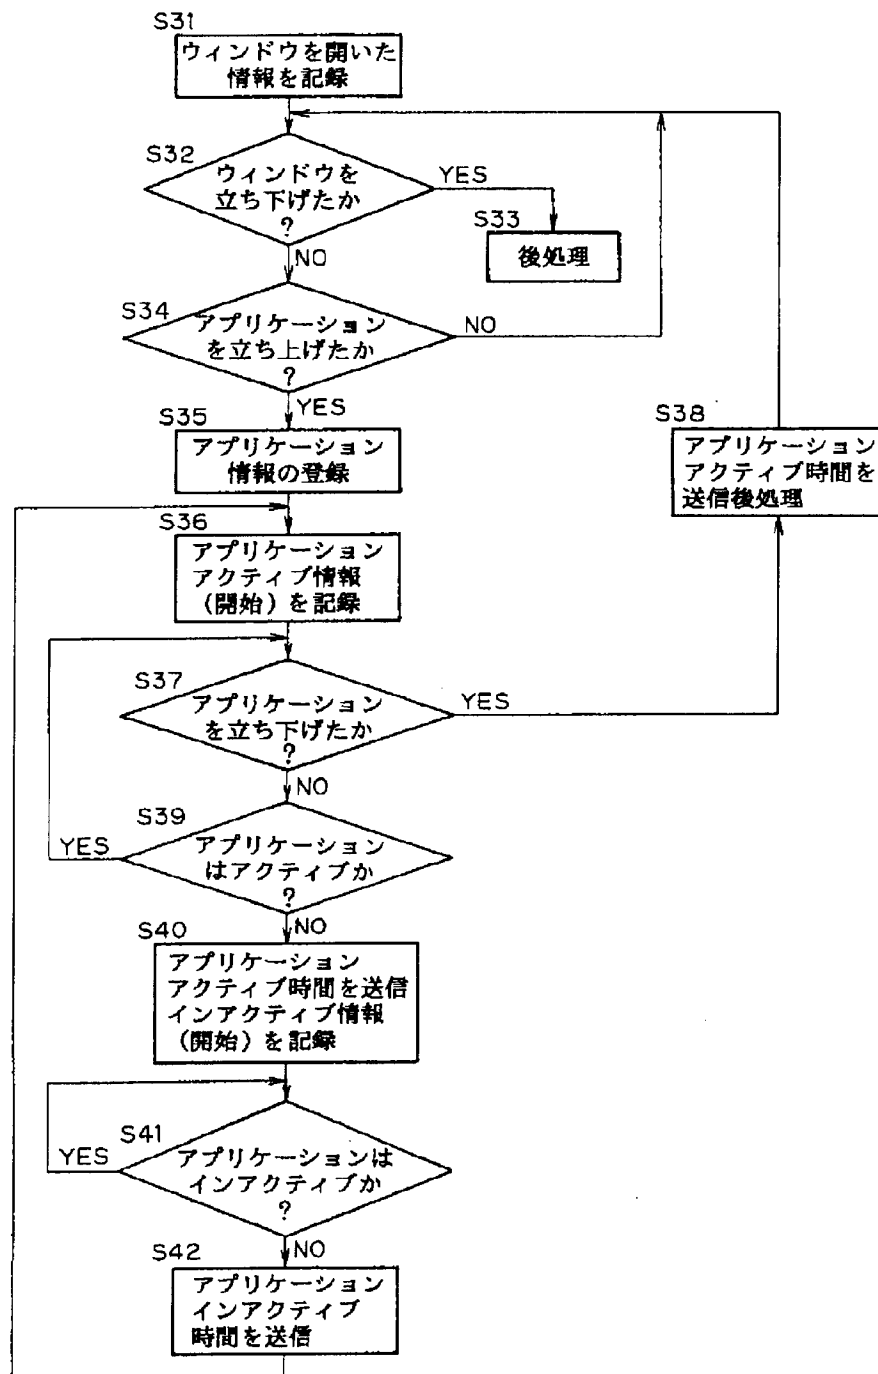 S31
ウィンドウを開いた
情報を記録
S32
ウィンドウを
立ち下げたか
?
YES
S33
後処理
NO
S34
アプリケーション
を立ち上げたか
?
NO
YES
S35
アプリケーション
情報の登録
S38
アプリケーション
アクティブ時間を
送信後処理
S36
アプリケーション
アクティブ情報
(開始)を記録
S37
アプリケーション
を立ち下げたか
?
YES
NO
S39
YES
アプリケーション
はアクティブか
?
NO
S40
アプリケーション
アクティブ時間を送信
インアクティブ情報
(開始)を記録
S41
YES
アプリケーションは
インアクティブか
?
NO
S42
アプリケーション
インアクティブ
時間を送信